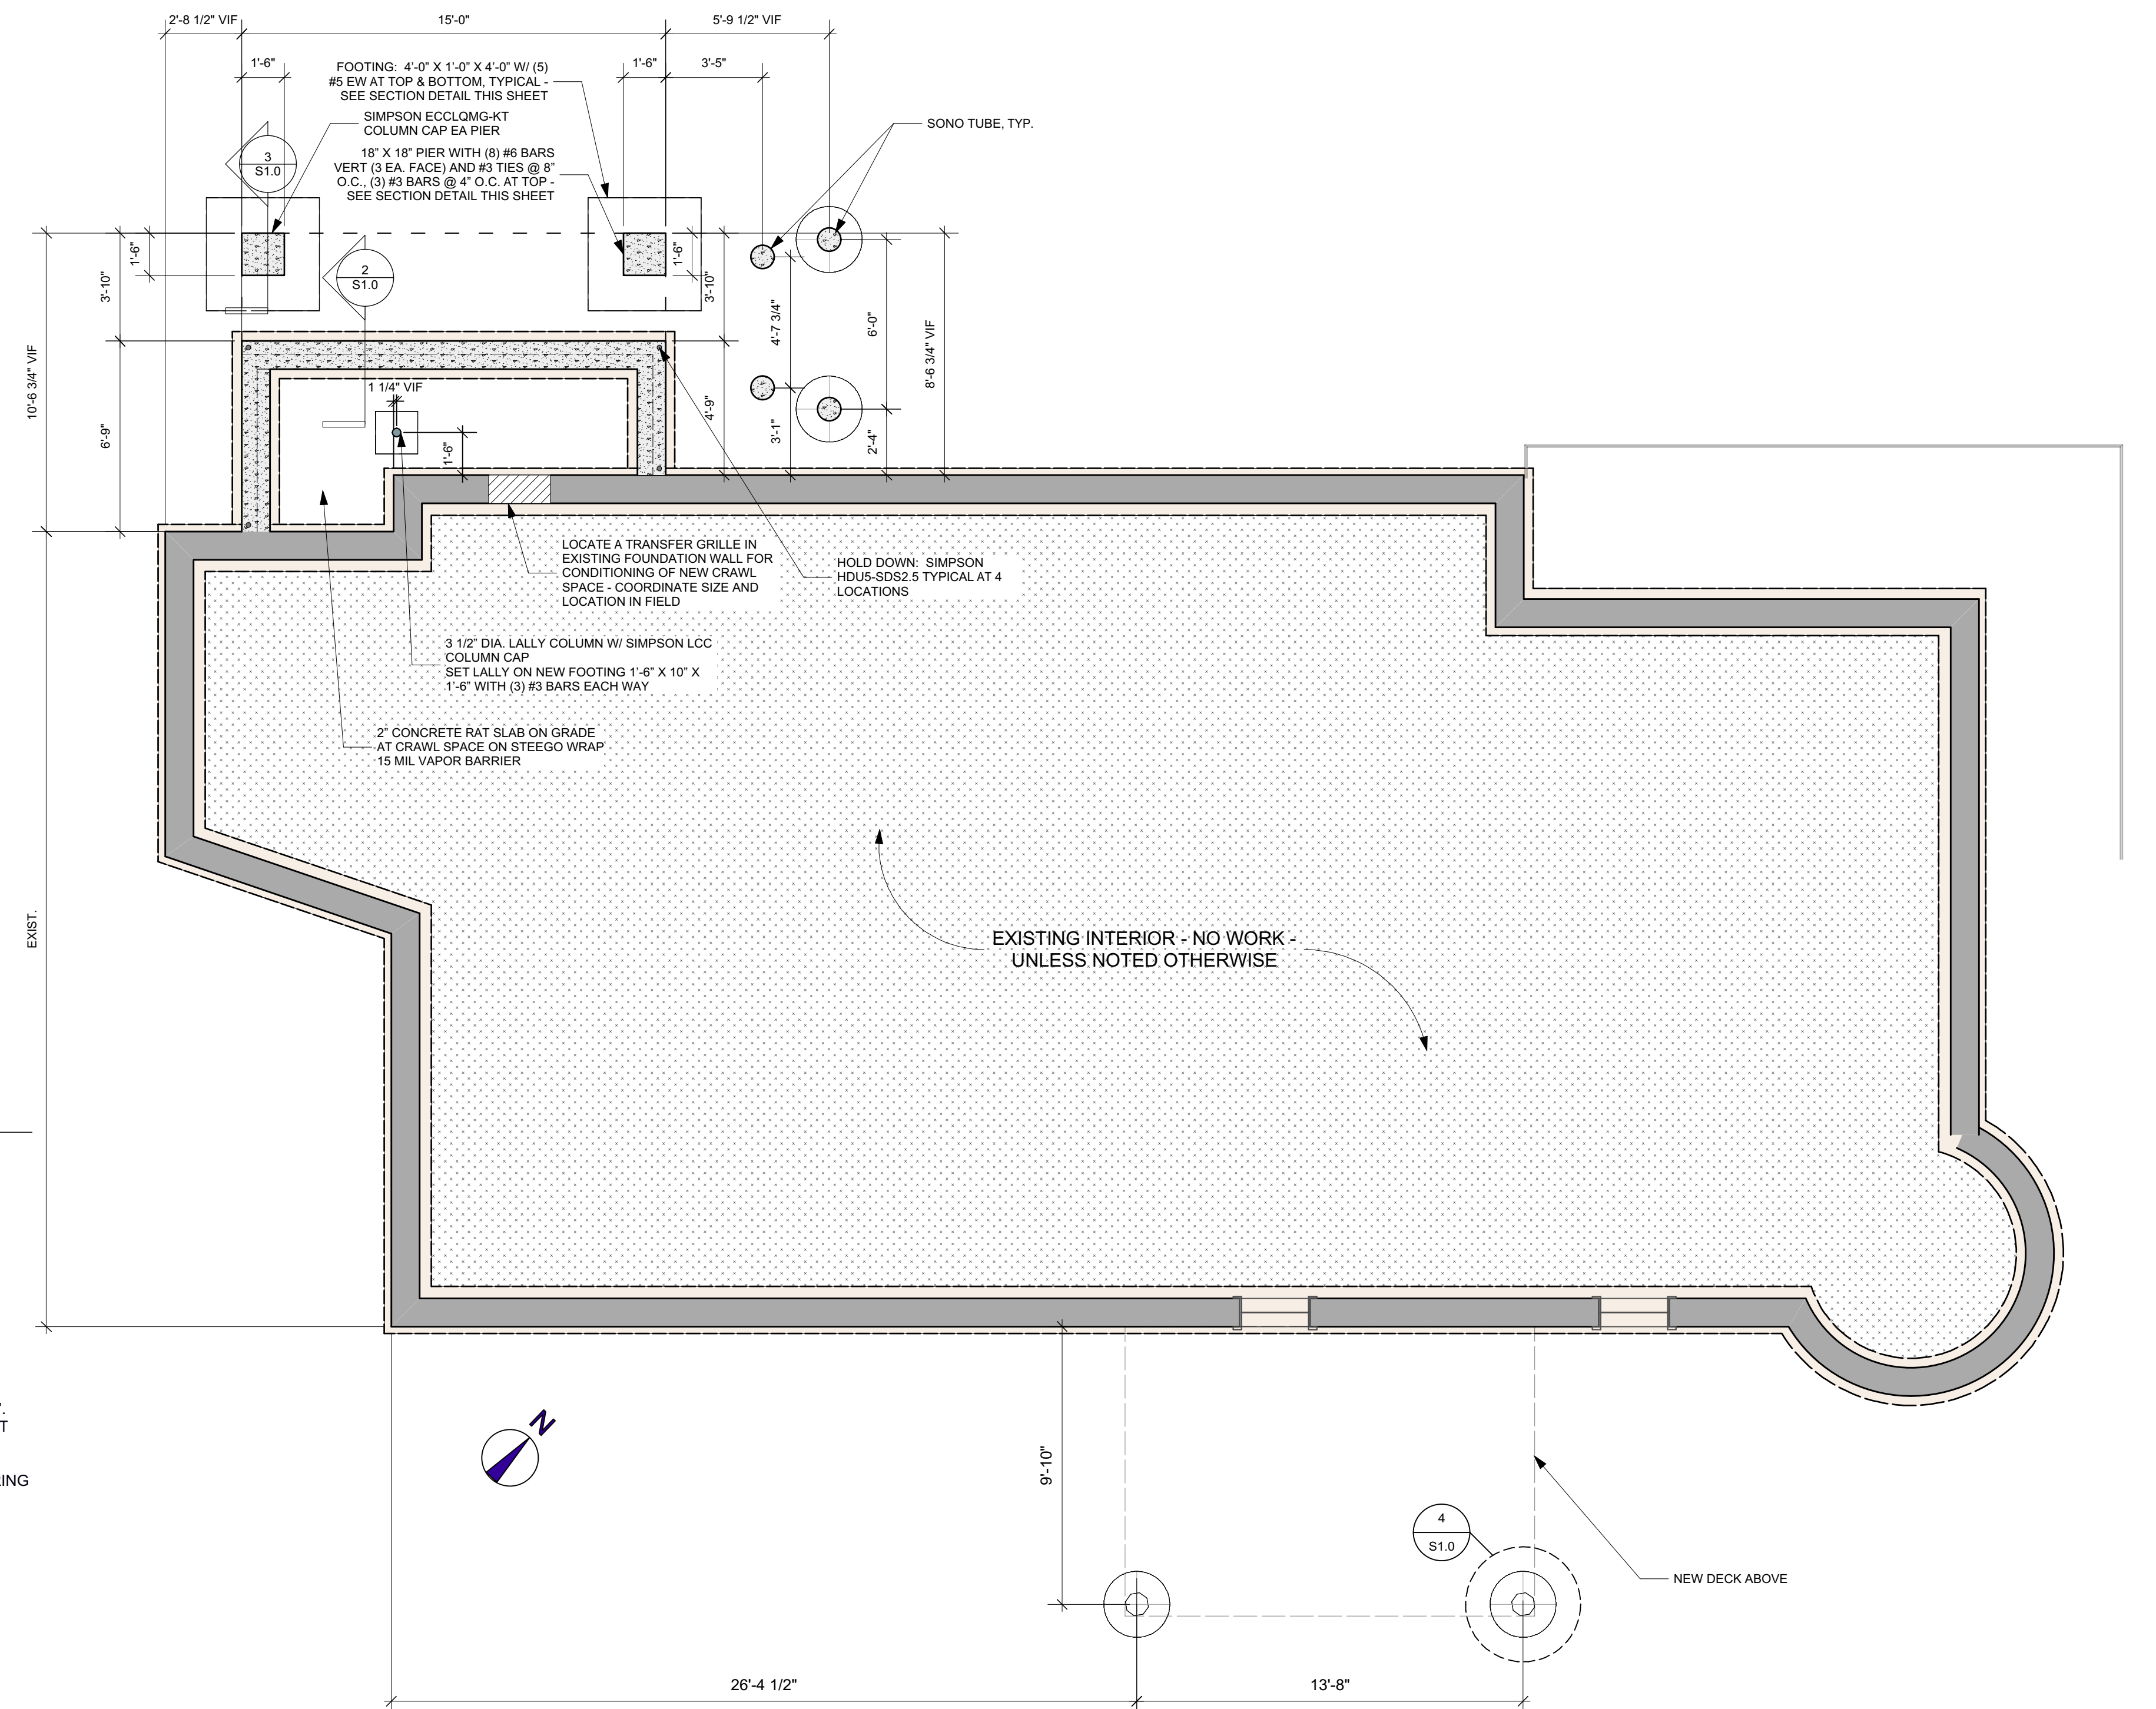 2'-8 1/2" VIF
15'-0"
5'-9 1/2" VIF
1'-6"
1'-6"
3'-5"
FOOTING: 4'-0" X 1'-0" X 4'-0" W/ (5)
#5 EW AT TOP & BOTTOM, TYPICAL -
SEE SECTION DETAIL THIS SHEET
SIMPSON ECCLQMG-KT
COLUMN CAP EA PIER
18" X 18" PIER WITH (8) #6 BARS
VERT (3 EA. FACE) AND #3 TIES @ 8"
O.C., (3) #3 BARS @ 4" O.C. AT TOP -
SEE SECTION DETAIL THIS SHEET
SONO TUBE, TYP.
3
S1.0
2
S1.0
1'-6"
3'-10"
10'-6 3/4" VIF
6'-9"
1'-6"
3'-10"
4'-7 3/4"
6'-0"
8'-6 3/4" VIF
1 1/4" VIF
4'-9"
3'-1"
2'-4"
1'-6"
LOCATE A TRANSFER GRILLE IN
EXISTING FOUNDATION WALL FOR
CONDITIONING OF NEW CRAWL
SPACE - COORDINATE SIZE AND
LOCATION IN FIELD
HOLD DOWN: SIMPSON
HDU5-SDS2.5 TYPICAL AT 4
LOCATIONS
3 1/2" DIA. LALLY COLUMN W/ SIMPSON LCC
COLUMN CAP
SET LALLY ON NEW FOOTING 1'-6" X 10" X
1'-6" WITH (3) #3 BARS EACH WAY
2" CONCRETE RAT SLAB ON GRADE
AT CRAWL SPACE ON STEEGO WRAP
15 MIL VAPOR BARRIER
EXIST.
EXISTING INTERIOR - NO WORK -
UNLESS NOTED OTHERWISE
N
9'-10"
4
S1.0
NEW DECK ABOVE
26'-4 1/2"
13'-8"